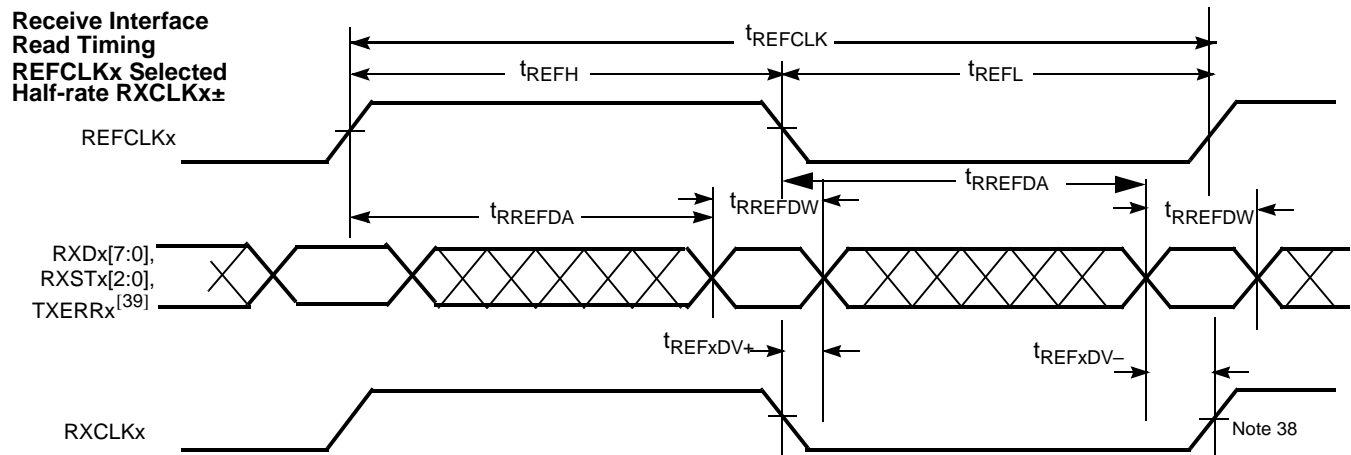 Receive Interface
Read Timing
REFCLKx Selected
Half-rate RXCLKx±
tREFCLK
tREFH
tREFL
REFCLKx
tRREFDA
tRREFDW
tRREFDA
tRREFDW
RXDx[7:0],
RXSTx[2:0],
TXERRx[39]
tREFxDV+
tREFxDV–
RXCLKx
Note 38